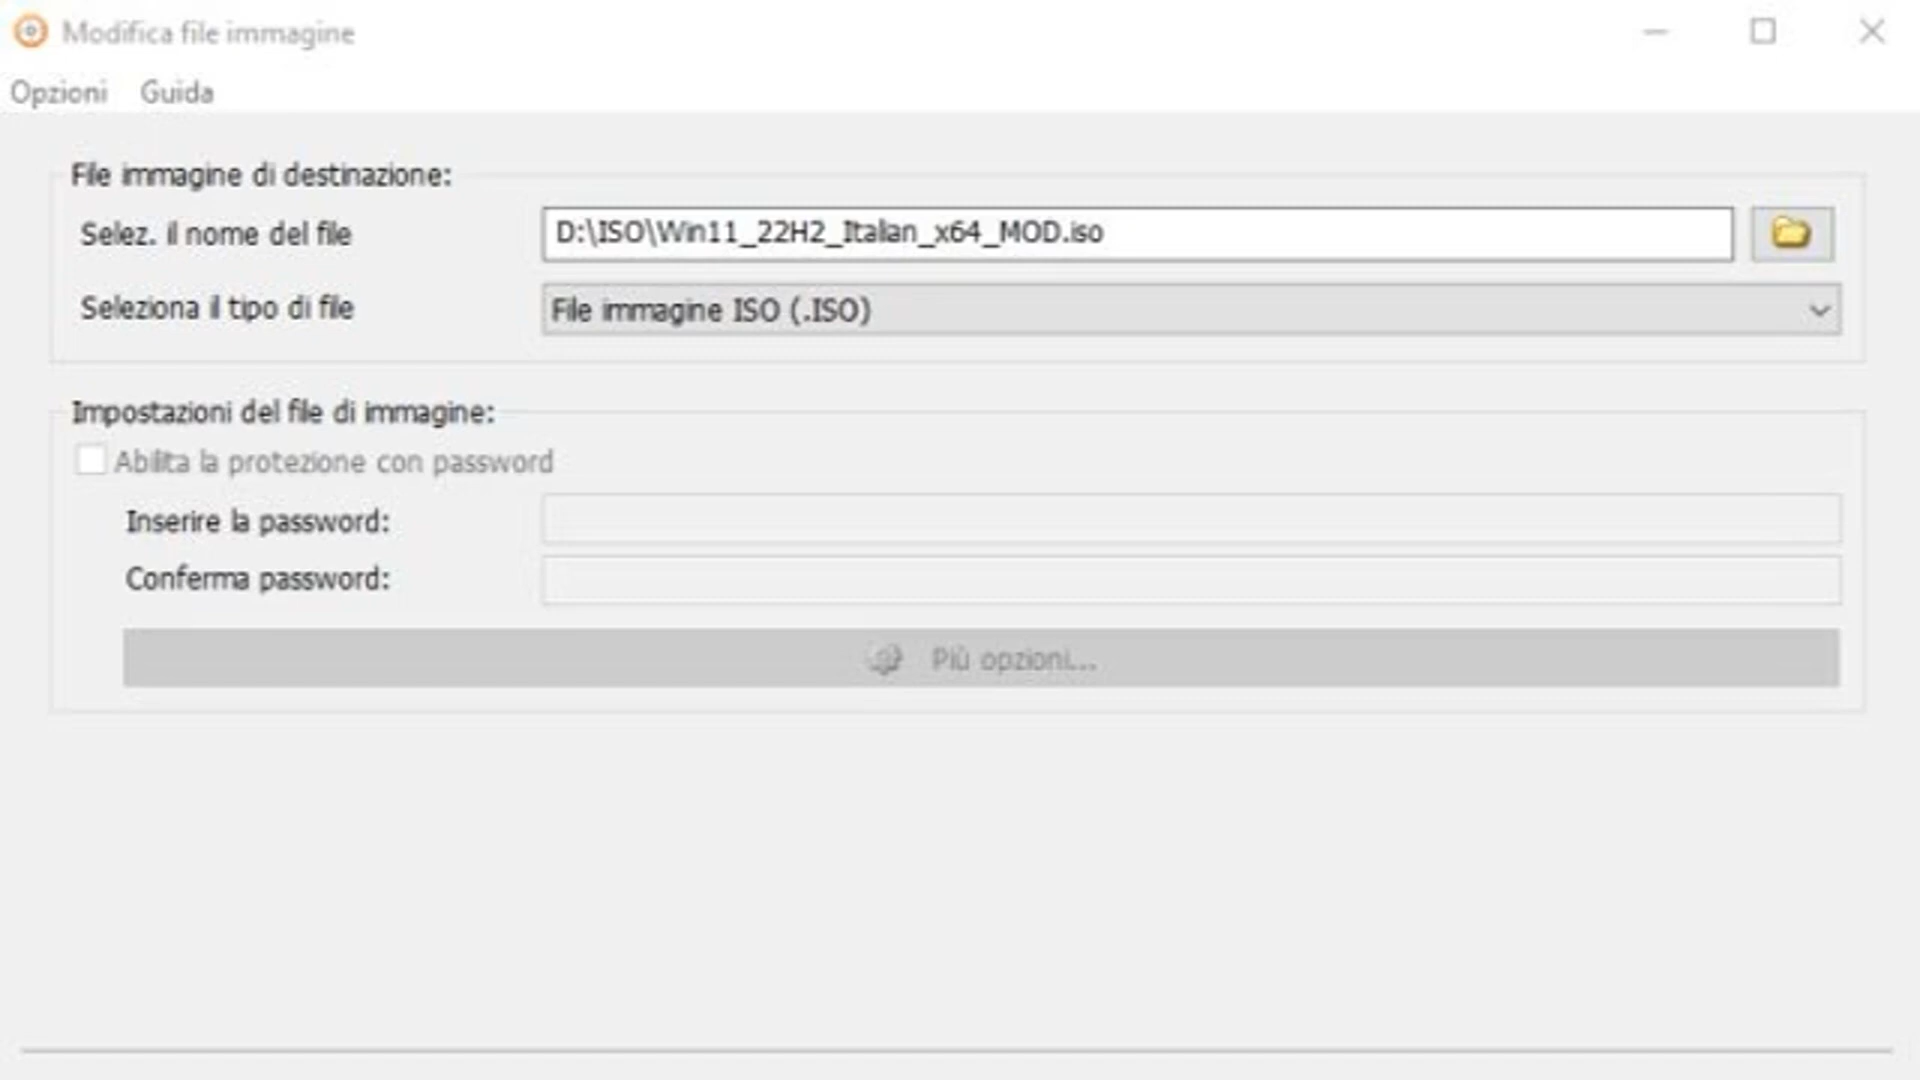 Modifica file immagine
Opzioni Guida
File immagine di destinazione:
Selez. il nome del file D:\ISO\Win11_22H2_Italian_x64_MOD.iso
Seleziona il tipo di file File immagine ISO (.ISO)
Impostazioni del file di immagine:
Abilita la protezione con password
Inserire la password:
Conferma password:
Più opzioni...